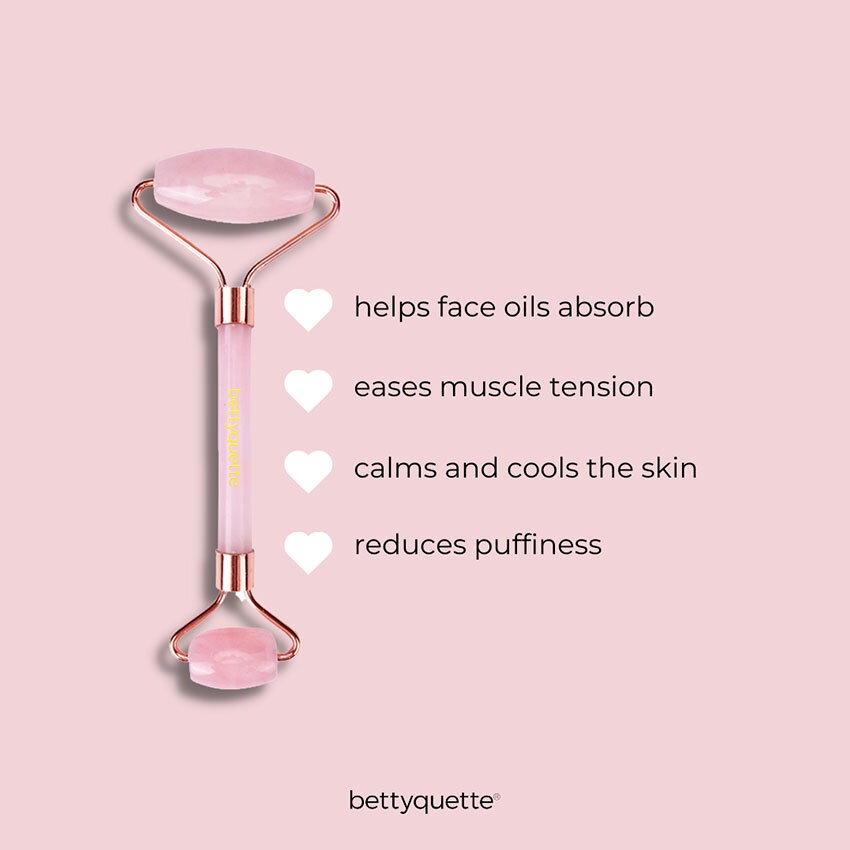 helps face oils absorb
eases muscle tension
bettyquette
calms and cools the skin
reduces puffiness
bettyquette®